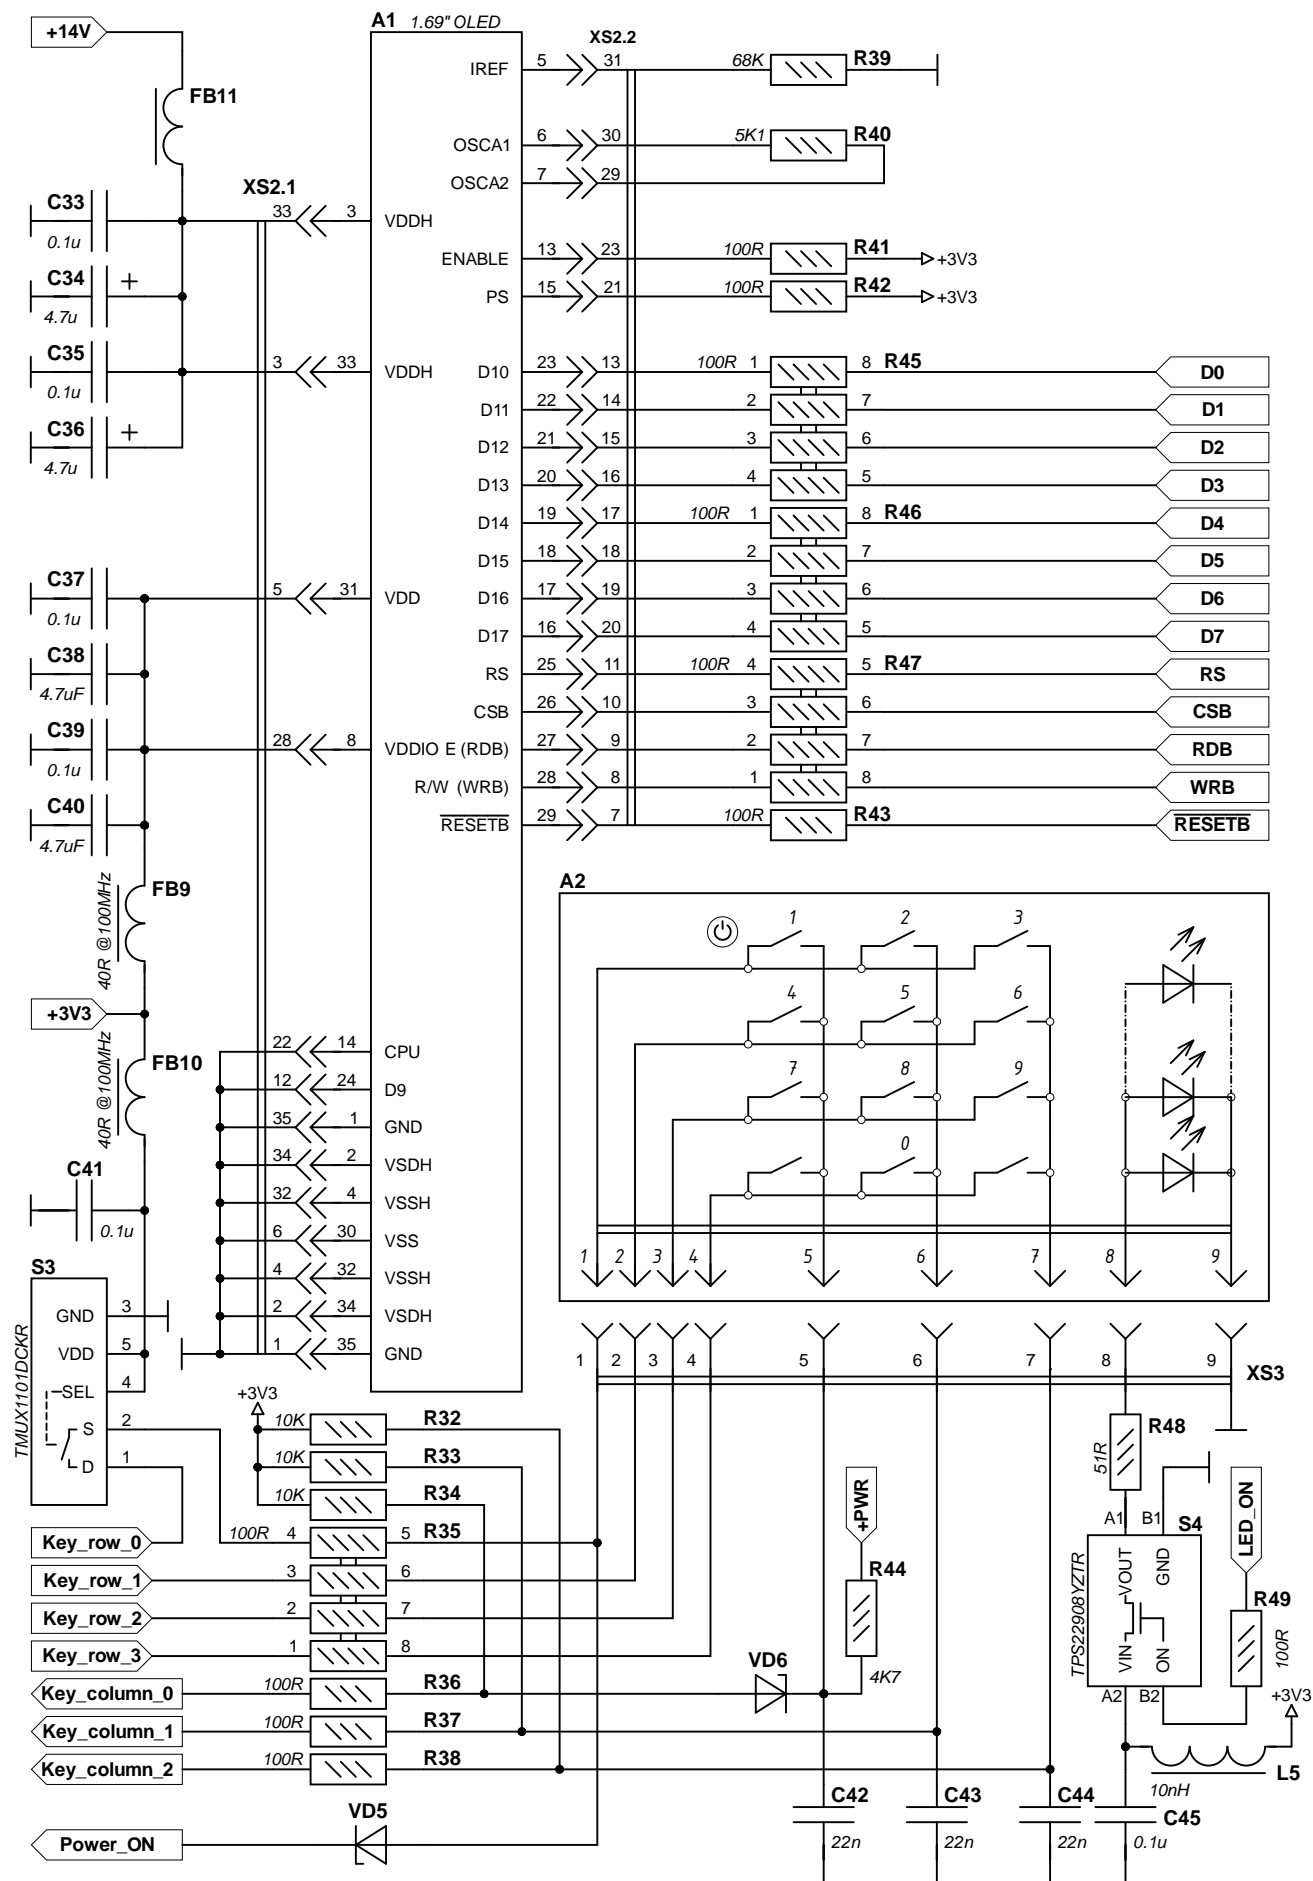 +14V
FB11
A1 1.69" OLED
XS2.2
IREF 5 31 68K R39
OSCA1 6 30 5K1 R40
OSCA2 7 29
XS2.1
C33 0.1u 33 3 VDDH
ENABLE 13 23 100R R41 +3V3
C34 + 4.7u
PS 15 21 100R R42 +3V3
C35 0.1u 3 33 VDDH
D10 23 13 100R 1 8 R45 D0
D11 22 14 2 7 D1
C36 + 4.7u
D12 21 15 3 6 D2
D13 20 16 4 5 D3
D14 19 17 100R 1 8 R46 D4
D15 18 18 2 7 D5
C37 0.1u 5 31 VDD
D16 17 19 3 6 D6
D17 16 20 4 5 D7
C38 4.7uF
RS 25 11 100R 4 5 R47 RS
CSB 26 10 3 6 CSB
C39 0.1u 28 8 VDDIO
E (RDB) 27 9 2 7 RDB
R/W (WRB) 28 8 1 8 WRB
C40 4.7uF
RESETB 29 7 100R R43 RESETB
FB9
40R @100MHz
+3V3
FB10
40R @100MHz
22 14 CPU
12 24 D9
35 1 GND
34 2 VSDH
32 4 VSSH
6 30 VSS
4 32 VSSH
2 34 VSDH
1 35 GND
C41
0.1u
A2
1 2 3
4 5 6
7 8 9
0
1 2 3 4 5 6 7 8 9
1 2 3 4 5 6 7 8 9
XS3
S3
TMUX1101DCKR
GND 3
VDD 5
SEL 4
S 2
D 1
+3V3
10K R32
10K R33
10K R34
Key_row_0 100R 4 5 R35
Key_row_1 3 6
Key_row_2 2 7
Key_row_3 1 8
Key_column_0 100R R36
Key_column_1 100R R37
Key_column_2 100R R38
Power_ON
VD5
VD6
+PWR
R44
4K7
R48
51R
A1 B1
S4
TPS22908YZTR
VOUT GND
VIN ON
A2 B2
LED_ON
R49
100R
+3V3
L5
10nH
C42 22n
C43 22n
C44 22n
C45 0.1u